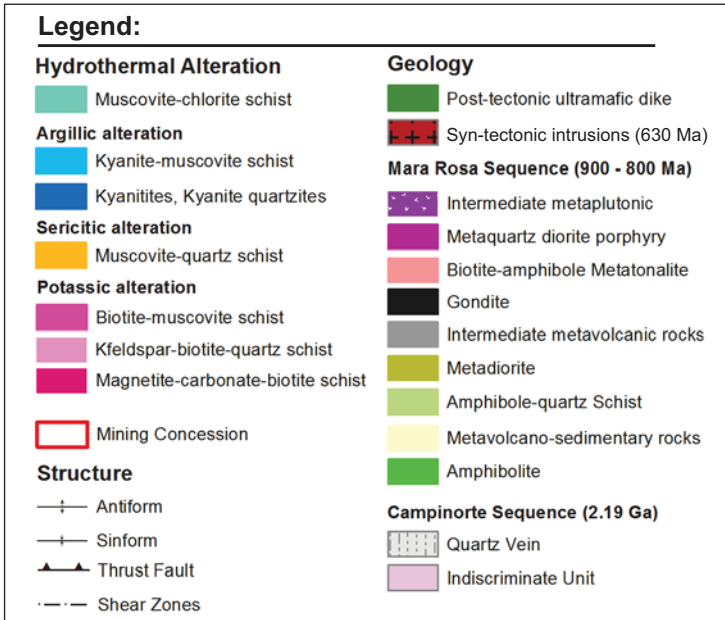 Legend:
Hydrothermal Alteration
Muscovite-chlorite schist
Argillic alteration
Kyanite-muscovite schist
Kyanitites, Kyanite quartzites
Sericitic alteration
Muscovite-quartz schist
Potassic alteration
Biotite-muscovite schist
Kfeldspar-biotite-quartz schist
Magnetite-carbonate-biotite schist
Mining Concession
Structure
Antiform
Sinform
Thrust Fault
Shear Zones
Geology
Post-tectonic ultramafic dike
Syn-tectonic intrusions (630 Ma)
Mara Rosa Sequence (900 - 800 Ma)
Intermediate metaplutonic
Metaquartz diorite porphyry
Biotite-amphibole Metatonalite
Gondite
Intermediate metavolcanic rocks
Metadiorite
Amphibole-quartz Schist
Metavolcano-sedimentary rocks
Amphibolite
Campinorte Sequence (2.19 Ga)
Quartz Vein
Indiscriminate Unit